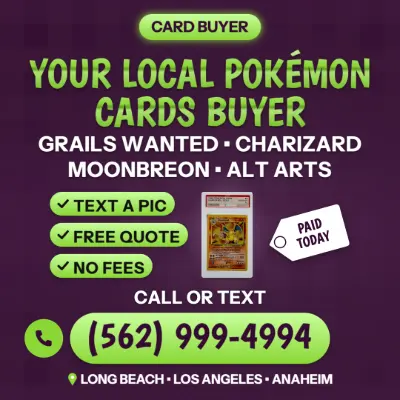 CARD BUYER
YOUR LOCAL POKÉMON
CARDS BUYER
GRAILS WANTED ▪ CHARIZARD
MOONBREON ▪ ALT ARTS
✓ TEXT A PIC
✓ FREE QUOTE
✓ NO FEES
PAID
TODAY
CALL OR TEXT
(562) 999-4994
LONG BEACH ▪ LOS ANGELES ▪ ANAHEIM